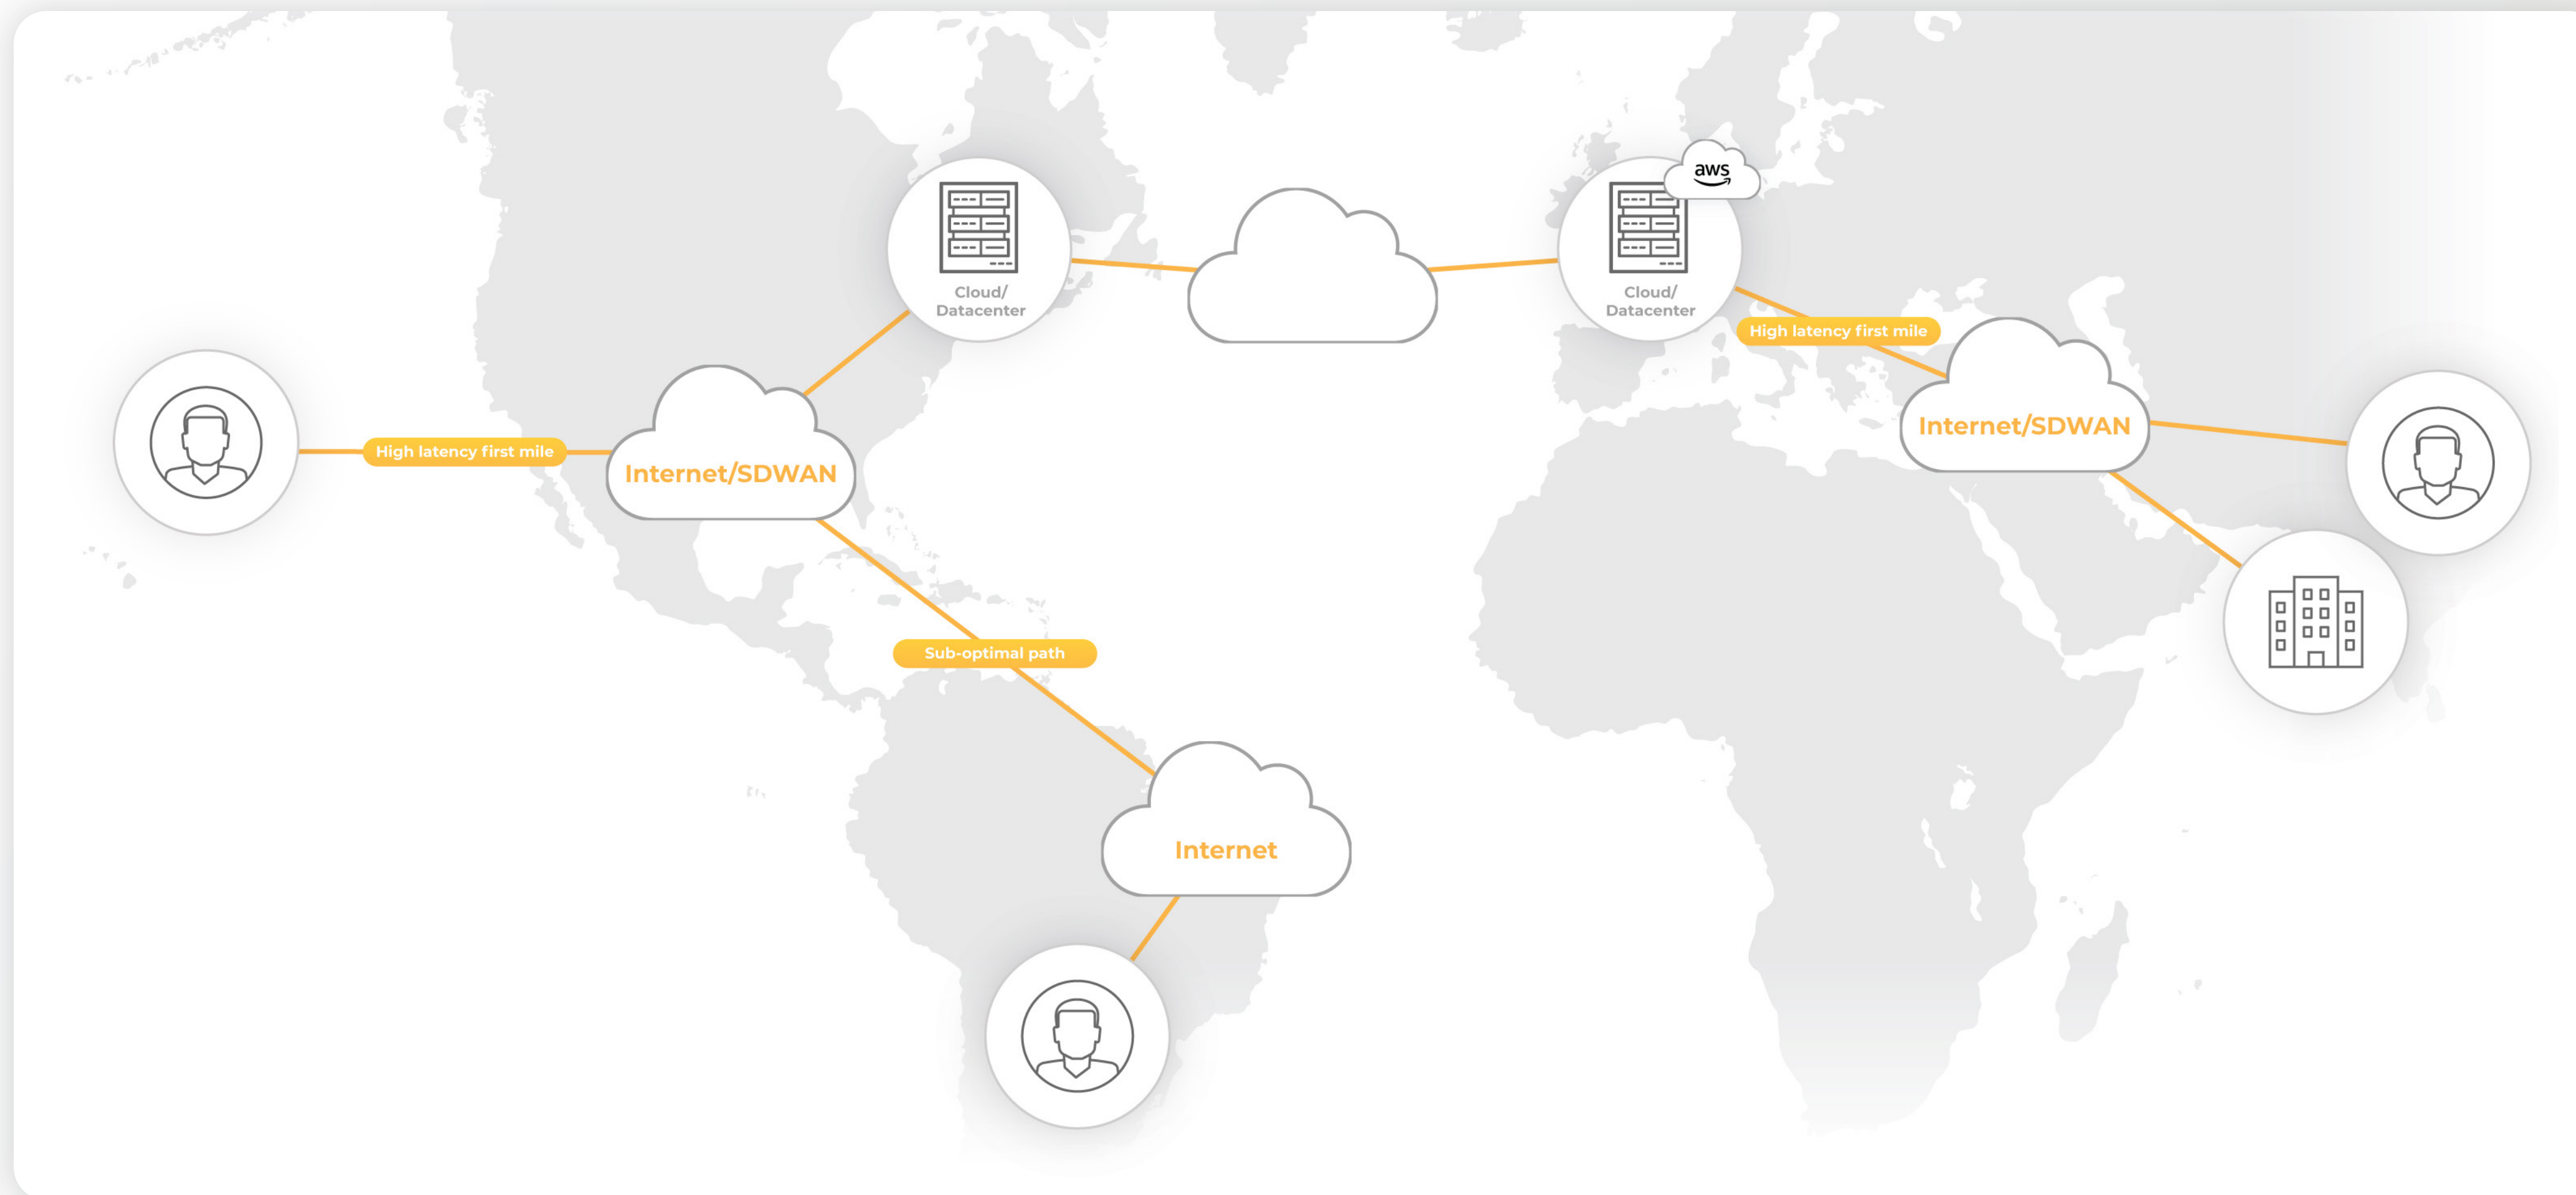 aws
Cloud/
Datacenter
Cloud/
Datacenter
High latency first mile
Internet/SDWAN
High latency first mile
Internet/SDWAN
Sub-optimal path
Internet